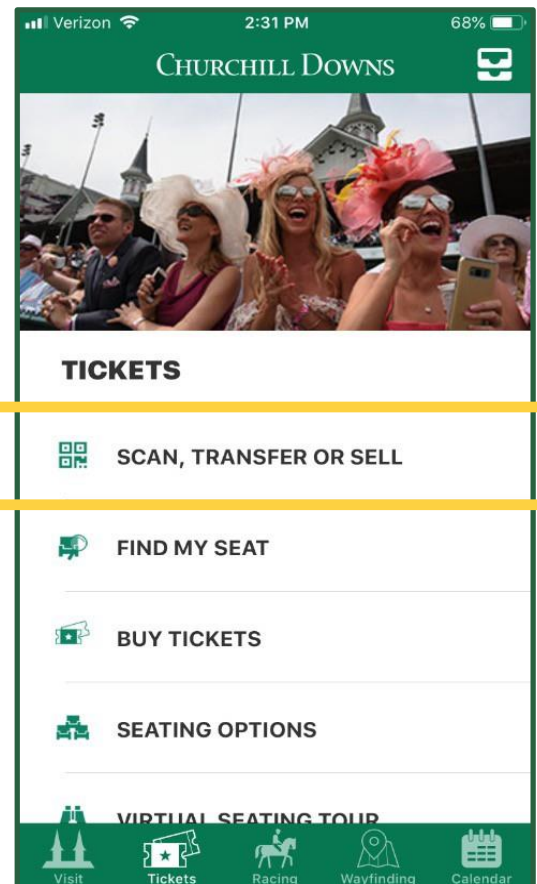 Verizon 2:31 PM 68%
CHURCHILL DOWNS
TICKETS
SCAN, TRANSFER OR SELL
FIND MY SEAT
BUY TICKETS
SEATING OPTIONS
VIRTUAL SEATING TOUR
Visit Tickets Racing Wayfinding Calendar